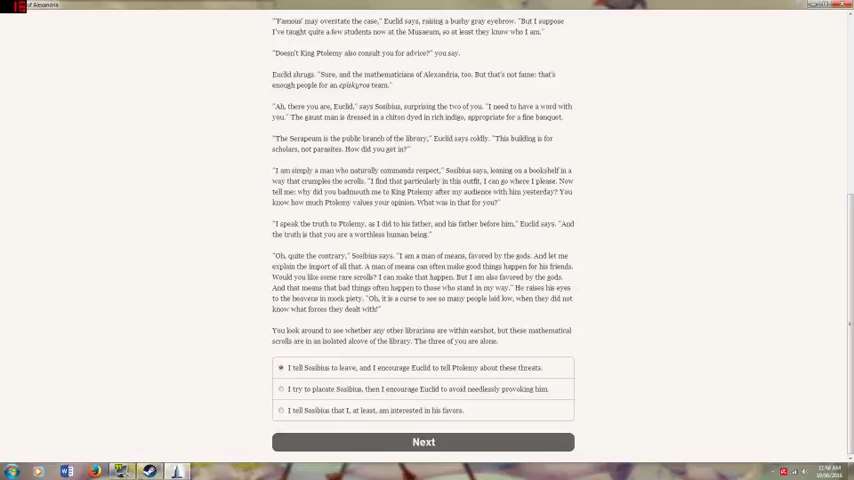 of Alexandria
"'Famous' may overstate the case," Euclid says, raising a bushy gray eyebrow. "But I suppose
I've taught quite a few students now at the Musaeum, so at least they know who I am."
"Doesn't King Ptolemy also consult you for advice?" you say.
Euclid shrugs. "Sure, and the mathematicians of Alexandria, too. But that's not fame: that's
enough people for an episkyros team."
"Ah, there you are, Euclid," says Sosibius, surprising the two of you. "I need to have a word with
you." The gaunt man is dressed in a chiton dyed in rich indigo, appropriate for a fine banquet.
"The Serapeum is the public branch of the library," Euclid says coldly. "This building is for
scholars, not parasites. How did you get in?"
"I am simply a man who naturally commands respect," Sosibius says, leaning on a bookshelf in a
way that crumples the scrolls. "I find that particularly in this outfit, I can go where I please. Now
tell me: why did you badmouth me to King Ptolemy after my audience with him yesterday? You
know how much Ptolemy values your opinion. What was in that for you?"
"I speak the truth to Ptolemy, as I did to his father, and his father before him," Euclid says. "And
the truth is that you are a worthless human being."
"Oh, quite the contrary," Sosibius says. "I am a man of means, favored by the gods. And let me
explain the import of all that. A man of means can often make good things happen for his friends.
Would you like some rare scrolls? I can make that happen. But I am also favored by the gods.
And that means that bad things often happen to those who stand in my way." He raises his eyes
to the heavens in mock piety. "Oh, it is a curse to see so many people laid low, when they did not
know what forces they dealt with!"
You look around to see whether any other librarians are within earshot, but these mathematical
scrolls are in an isolated alcove of the library. The three of you are alone.
I tell Sosibius to leave, and I encourage Euclid to tell Ptolemy about these threats.
I try to placate Sosibius, then I encourage Euclid to avoid needlessly provoking him.
I tell Sosibius that I, at least, am interested in his favors.
Next